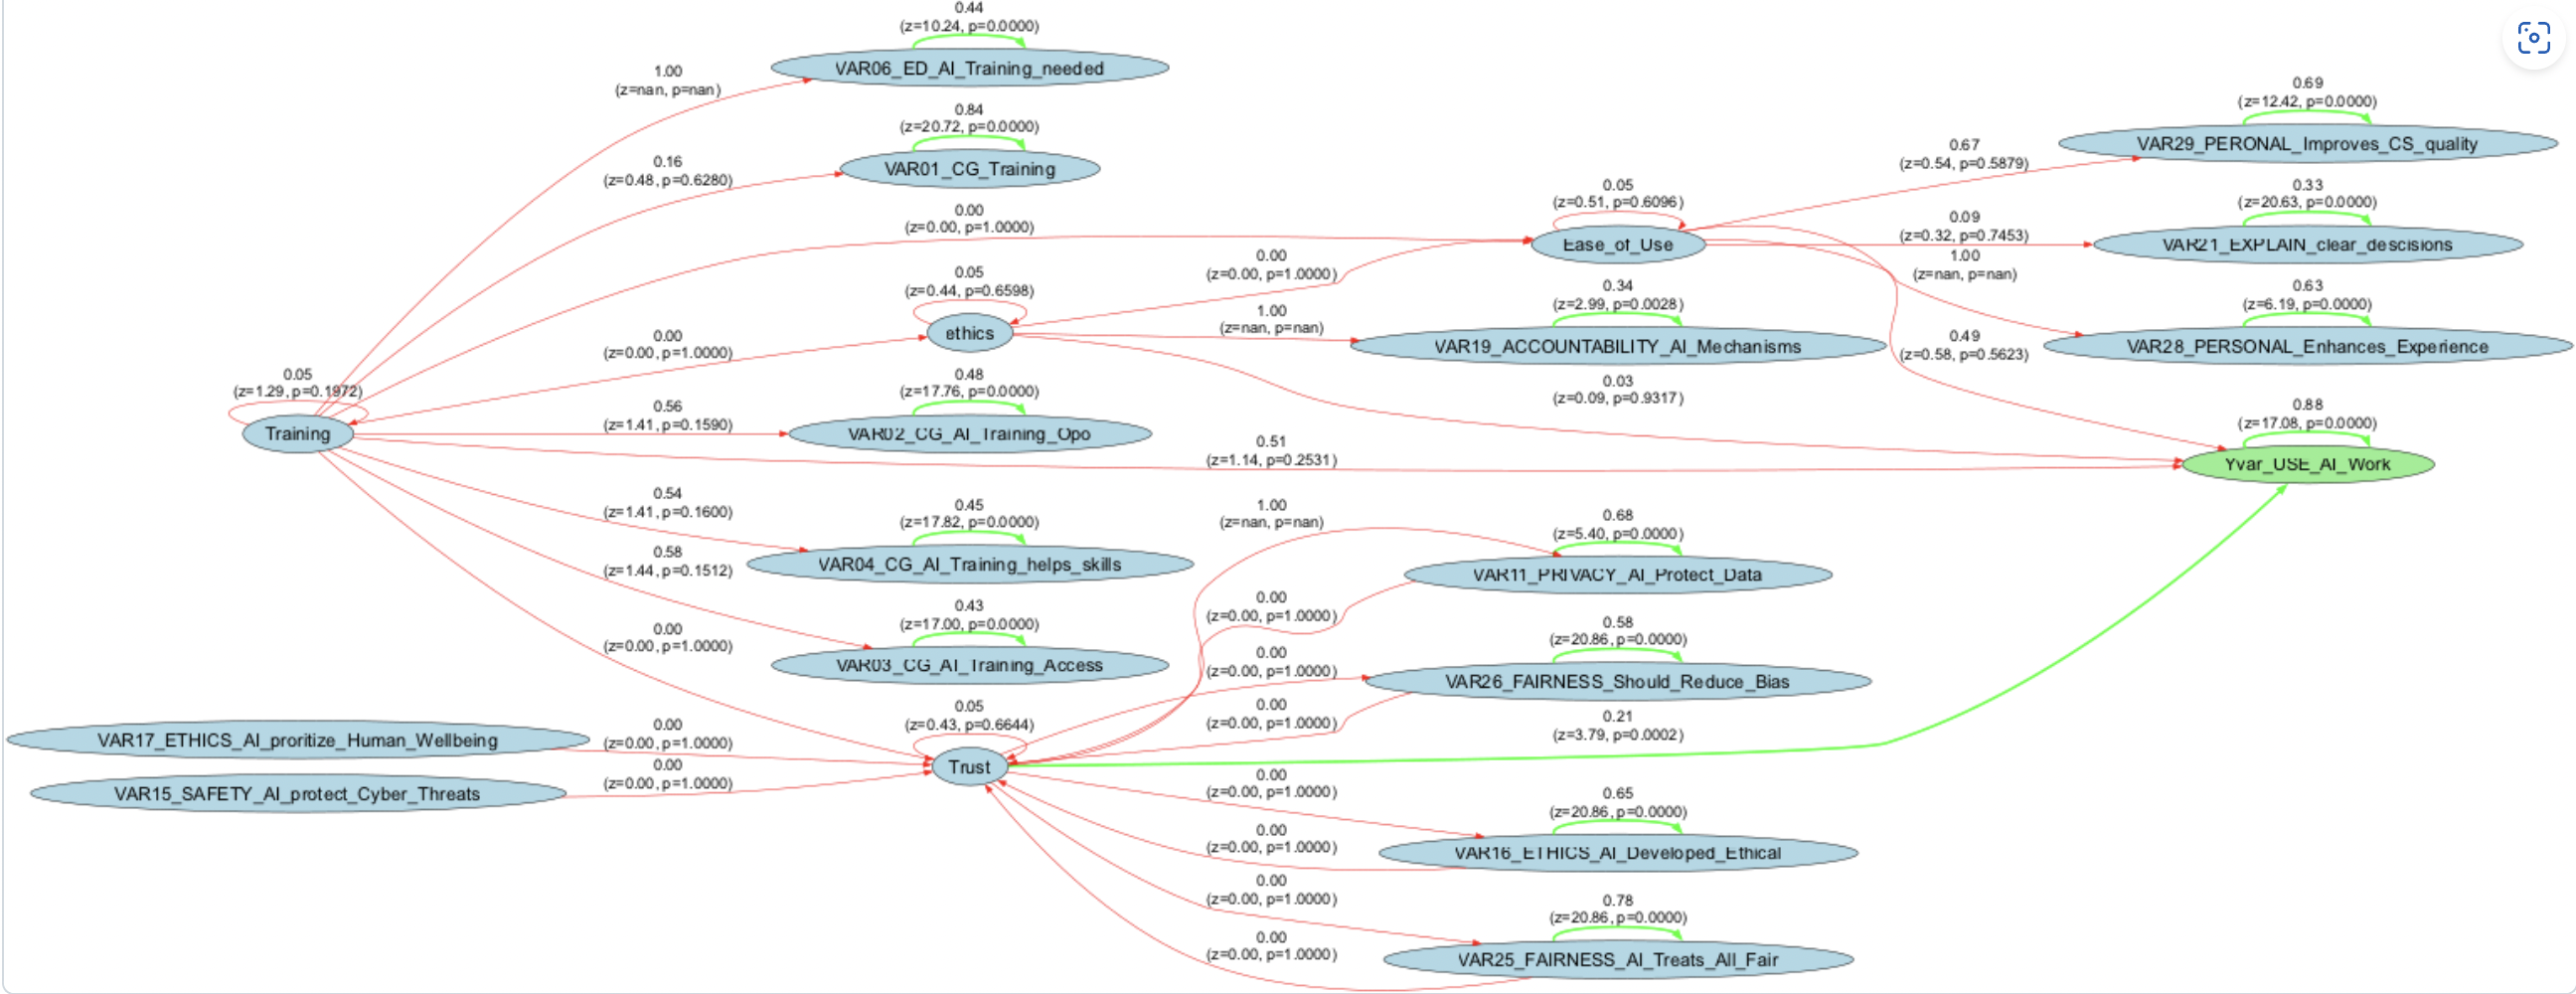 0.44
(z=10.24, p=0.0000)
VAR06_ED_AI_Training_needed
1.00
(z=nan, p=nan)
0.84
(z=20.72, p=0.0000)
VAR01_CG_Training
0.16
(z=0.48, p=0.6280)
0.00
(z=0.00, p=1.0000)
0.05
(z=0.44, p=0.6598)
ethics
0.00
(z=0.00, p=1.0000)
0.05
(z=1.29, p=0.1972)
Training
0.48
(z=17.76, p=0.0000)
VAR02_CG_AI_Training_Opo
0.56
(z=1.41, p=0.1590)
0.51
(z=1.14, p=0.2531)
0.54
(z=1.41, p=0.1600)
0.45
(z=17.82, p=0.0000)
VAR04_CG_AI_Training_helps_skills
0.58
(z=1.44, p=0.1512)
0.43
(z=17.00, p=0.0000)
VAR03_CG_AI_Training_Access
0.00
(z=0.00, p=1.0000)
0.05
(z=0.43, p=0.6644)
Trust
VAR17_ETHICS_AI_proritize_Human_Wellbeing
0.00
(z=0.00, p=1.0000)
VAR15_SAFETY_AI_protect_Cyber_Threats
0.00
(z=0.00, p=1.0000)
0.05
(z=0.51, p=0.6096)
Ease_of_Use
0.00
(z=0.00, p=1.0000)
1.00
(z=nan, p=nan)
0.34
(z=2.99, p=0.0028)
VAR19_ACCOUNTABILITY_AI_Mechanisms
0.03
(z=0.09, p=0.9317)
0.69
(z=12.42, p=0.0000)
VAR29_PERONAL_Improves_CS_quality
0.67
(z=0.54, p=0.5879)
0.33
(z=20.63, p=0.0000)
VAR21_EXPLAIN_clear_descisions
0.09
(z=0.32, p=0.7453)
1.00
(z=nan, p=nan)
0.63
(z=6.19, p=0.0000)
VAR28_PERSONAL_Enhances_Experience
0.49
(z=0.58, p=0.5623)
0.88
(z=17.08, p=0.0000)
Yvar_USE_AI_Work
1.00
(z=nan, p=nan)
0.68
(z=5.40, p=0.0000)
VAR11_PRIVACY_AI_Protect_Data
0.00
(z=0.00, p=1.0000)
0.58
(z=20.86, p=0.0000)
VAR26_FAIRNESS_Should_Reduce_Bias
0.00
(z=0.00, p=1.0000)
0.00
(z=0.00, p=1.0000)
0.21
(z=3.79, p=0.0002)
0.00
(z=0.00, p=1.0000)
0.65
(z=20.86, p=0.0000)
VAR16_ETHICS_AI_Developed_Ethical
0.00
(z=0.00, p=1.0000)
0.00
(z=0.00, p=1.0000)
0.78
(z=20.86, p=0.0000)
VAR25_FAIRNESS_AI_Treats_All_Fair
0.00
(z=0.00, p=1.0000)